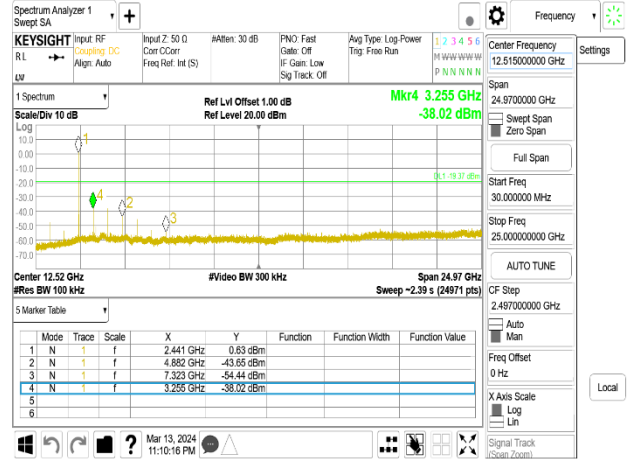 Spectrum Analyzer 1
Swept SA
Frequency
Settings
KEYSIGHT
RL
Input: RF
Coupling: DC
Align: Auto
Input Z: 50 Ω
Corr CCorr
Freq Ref: Int (S)
#Atten: 30 dB
PNO: Fast
Gate: Off
IF Gain: Low
Sig Track: Off
Avg Type: Log-Power
Trig: Free Run
1 2 3 4 5 6
M W W W W W
P N N N N N
1 Spectrum
Scale/Div 10 dB
Ref Lvl Offset 1.00 dB
Ref Level 20.00 dBm
Mkr4 3.255 GHz
-38.02 dBm
Log
10.0
0.00
-10.0
-20.0
-30.0
-40.0
-50.0
-60.0
-70.0
1
4
2
3
DL1 -19.37 dBm
Center 12.52 GHz
#Res BW 100 kHz
#Video BW 300 kHz
Span 24.97 GHz
Sweep ~2.39 s (24971 pts)
5 Marker Table
Mode Trace Scale X Y Function Function Width Function Value
1 N 1 f 2.441 GHz 0.63 dBm
2 N 1 f 4.882 GHz -43.65 dBm
3 N 1 f 7.323 GHz -54.44 dBm
4 N 1 f 3.255 GHz -38.02 dBm
5
6
Mar 13, 2024
11:10:16 PM
?
Center Frequency
12.515000000 GHz
Span
24.9700000 GHz
Swept Span
Zero Span
Full Span
Start Freq
30.000000 MHz
Stop Freq
25.000000000 GHz
AUTO TUNE
CF Step
2.497000000 GHz
Auto
Man
Freq Offset
0 Hz
X Axis Scale
Log
Lin
Signal Track
(Span Zoom)
Local